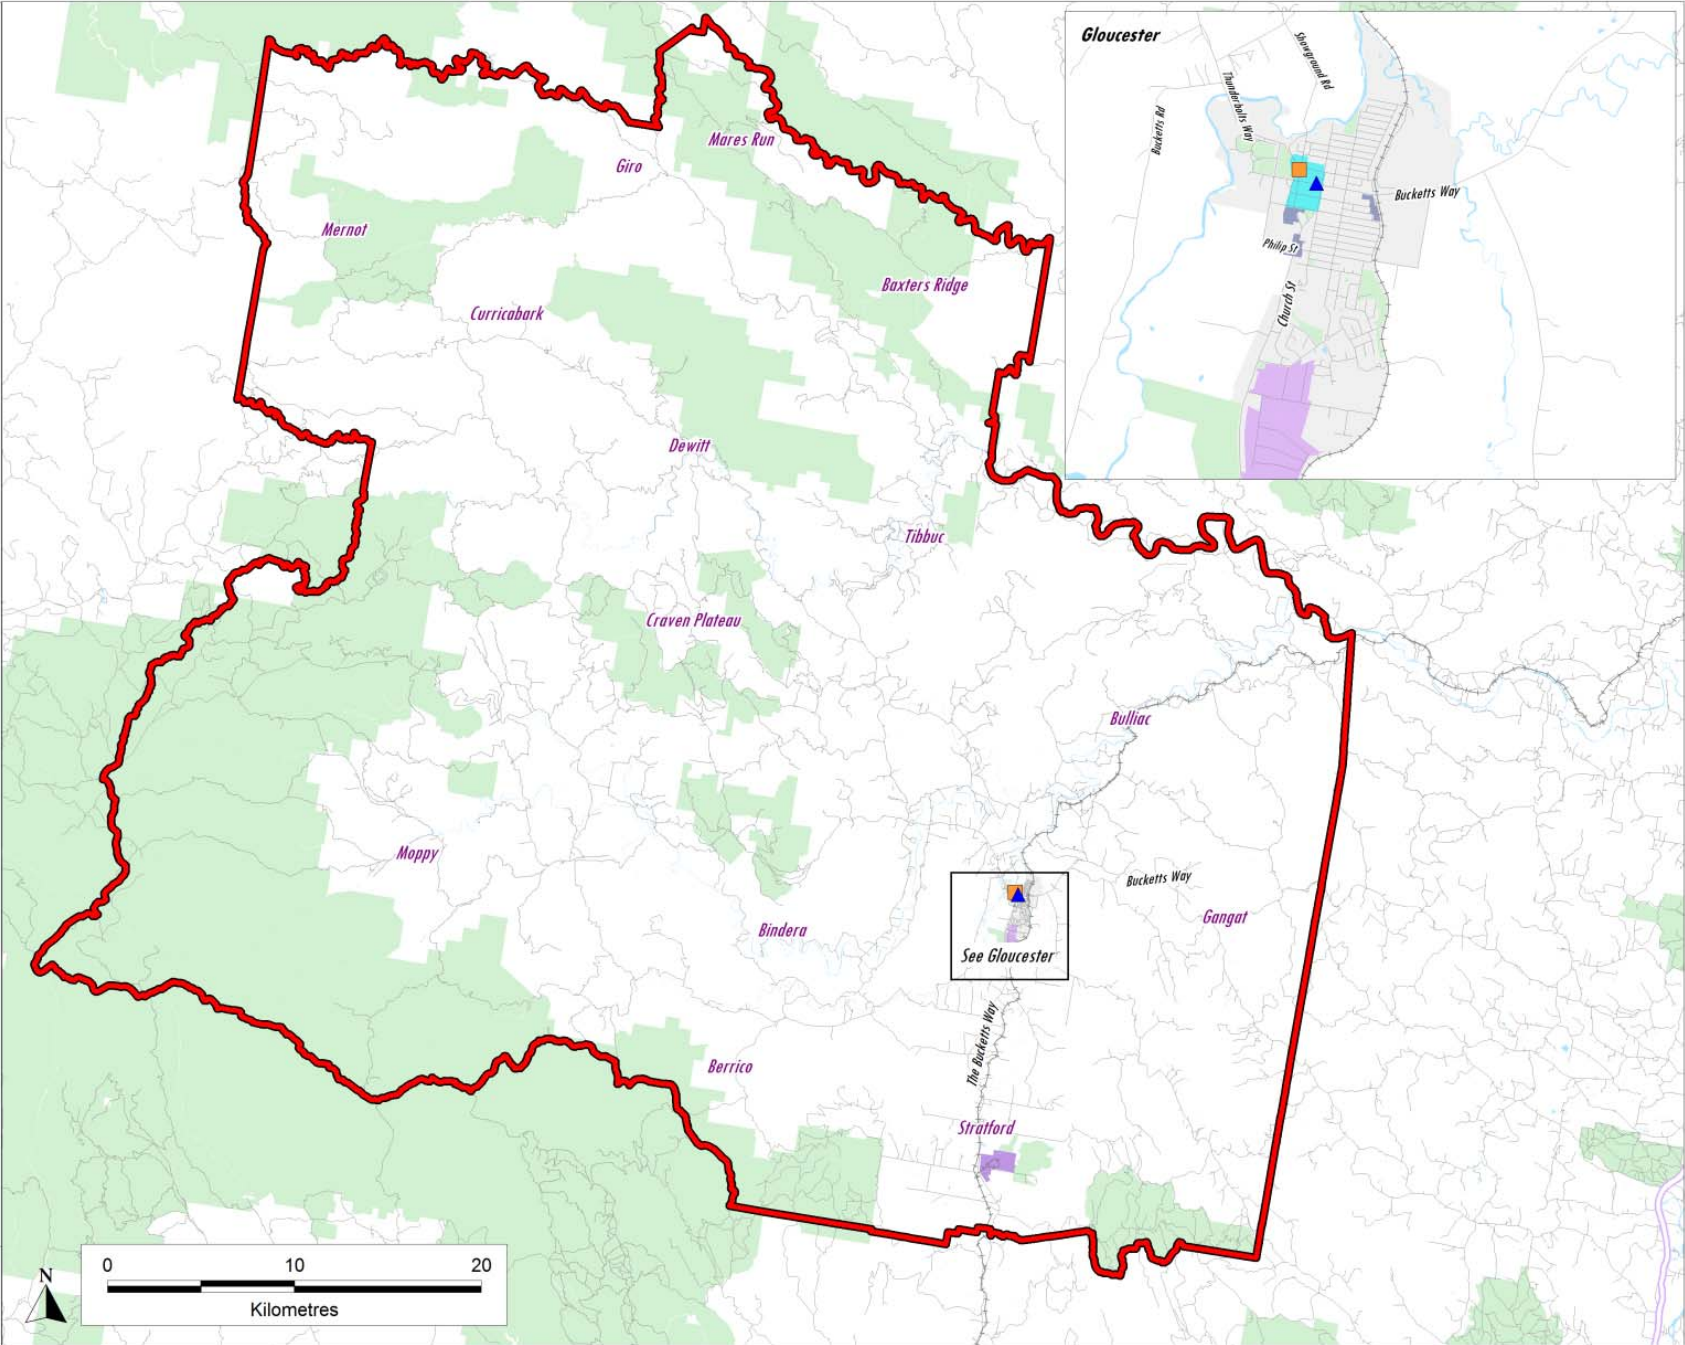 Gloucester
Showground Rd
Thunderbolts Way
Bucketts Rd
Bucketts Way
Philip St
Church St
Mares Run
Giro
Mernot
Baxters Ridge
Curricabark
Dewitt
Tibbuc
Craven Plateau
Bulliac
Moppy
Bucketts Way
Gangat
Bindera
See Gloucester
The Bucketts Way
Berrico
Stratford
0 10 20
Kilometres
N